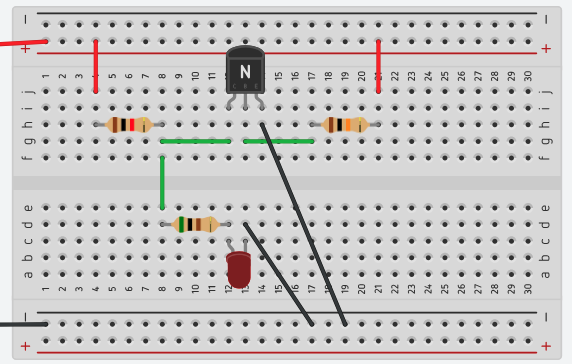 − −
+ +
1 2 3 4 5 6 7 8 9 10 11 15 16 17 18 19 20 21 22 23 24 25 26 27 28 29 30
N
C B E
j j
i i
h h
g g
f f
e e
d d
c c
b b
a a
1 2 3 4 5 6 7 8 9 10 11 12 13 14 15 16 17 18 19 20 21 22 23 24 25 26 27 28 29 30
− −
+ +